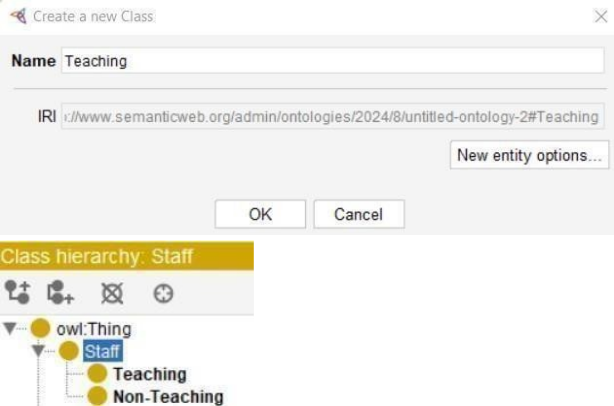 Create a new Class
Name Teaching
IRI ://www.semanticweb.org/admin/ontologies/2024/8/untitled-ontology-2#Teaching
New entity options...
OK Cancel
Class hierarchy: Staff
owl:Thing
Staff
Teaching
Non-Teaching